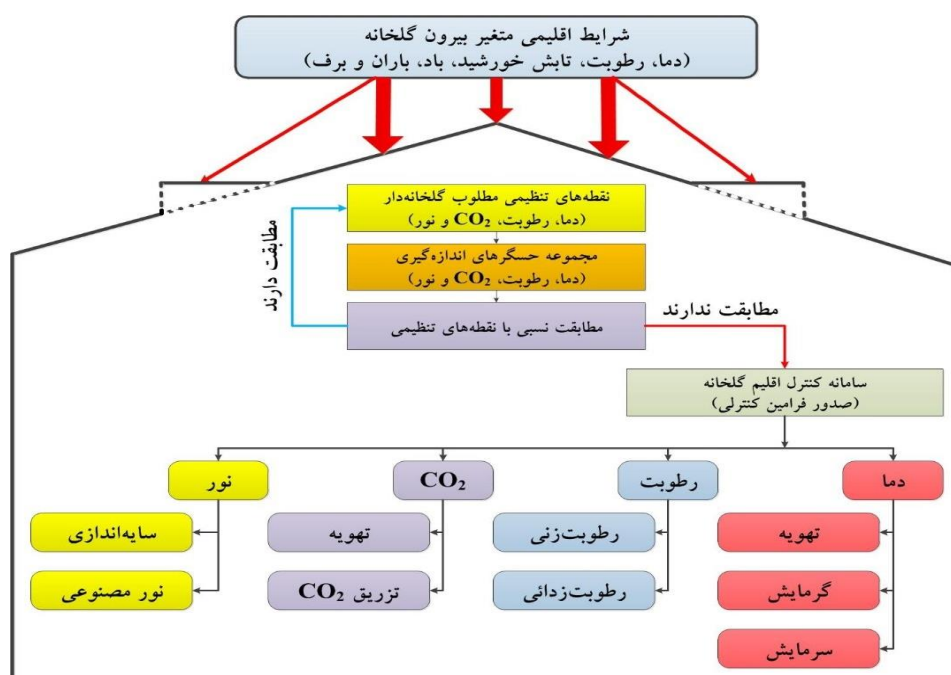 شرایط اقلیمی متغیر بیرون گلخانه
(دما، رطوبت، تابش خورشید، باد، باران و برف)
نقطه‌های تنظیمی مطلوب گلخانه‌دار
(دما، رطوبت، CO₂ و نور)
مجموعه حسگرهای اندازه‌گیری
(دما، رطوبت، CO₂ و نور)
مطابقت نسبی با نقطه‌های تنظیمی
مطابقت دارند
مطابقت ندارند
سامانه کنترل اقلیم گلخانه
(صدور فرامین کنترلی)
دما
تهویه
گرمایش
سرمایش
رطوبت
رطوبت‌زنی
رطوبت‌زدائی
CO₂
تهویه
تزریق CO₂
نور
سایه‌اندازی
نور مصنوعی